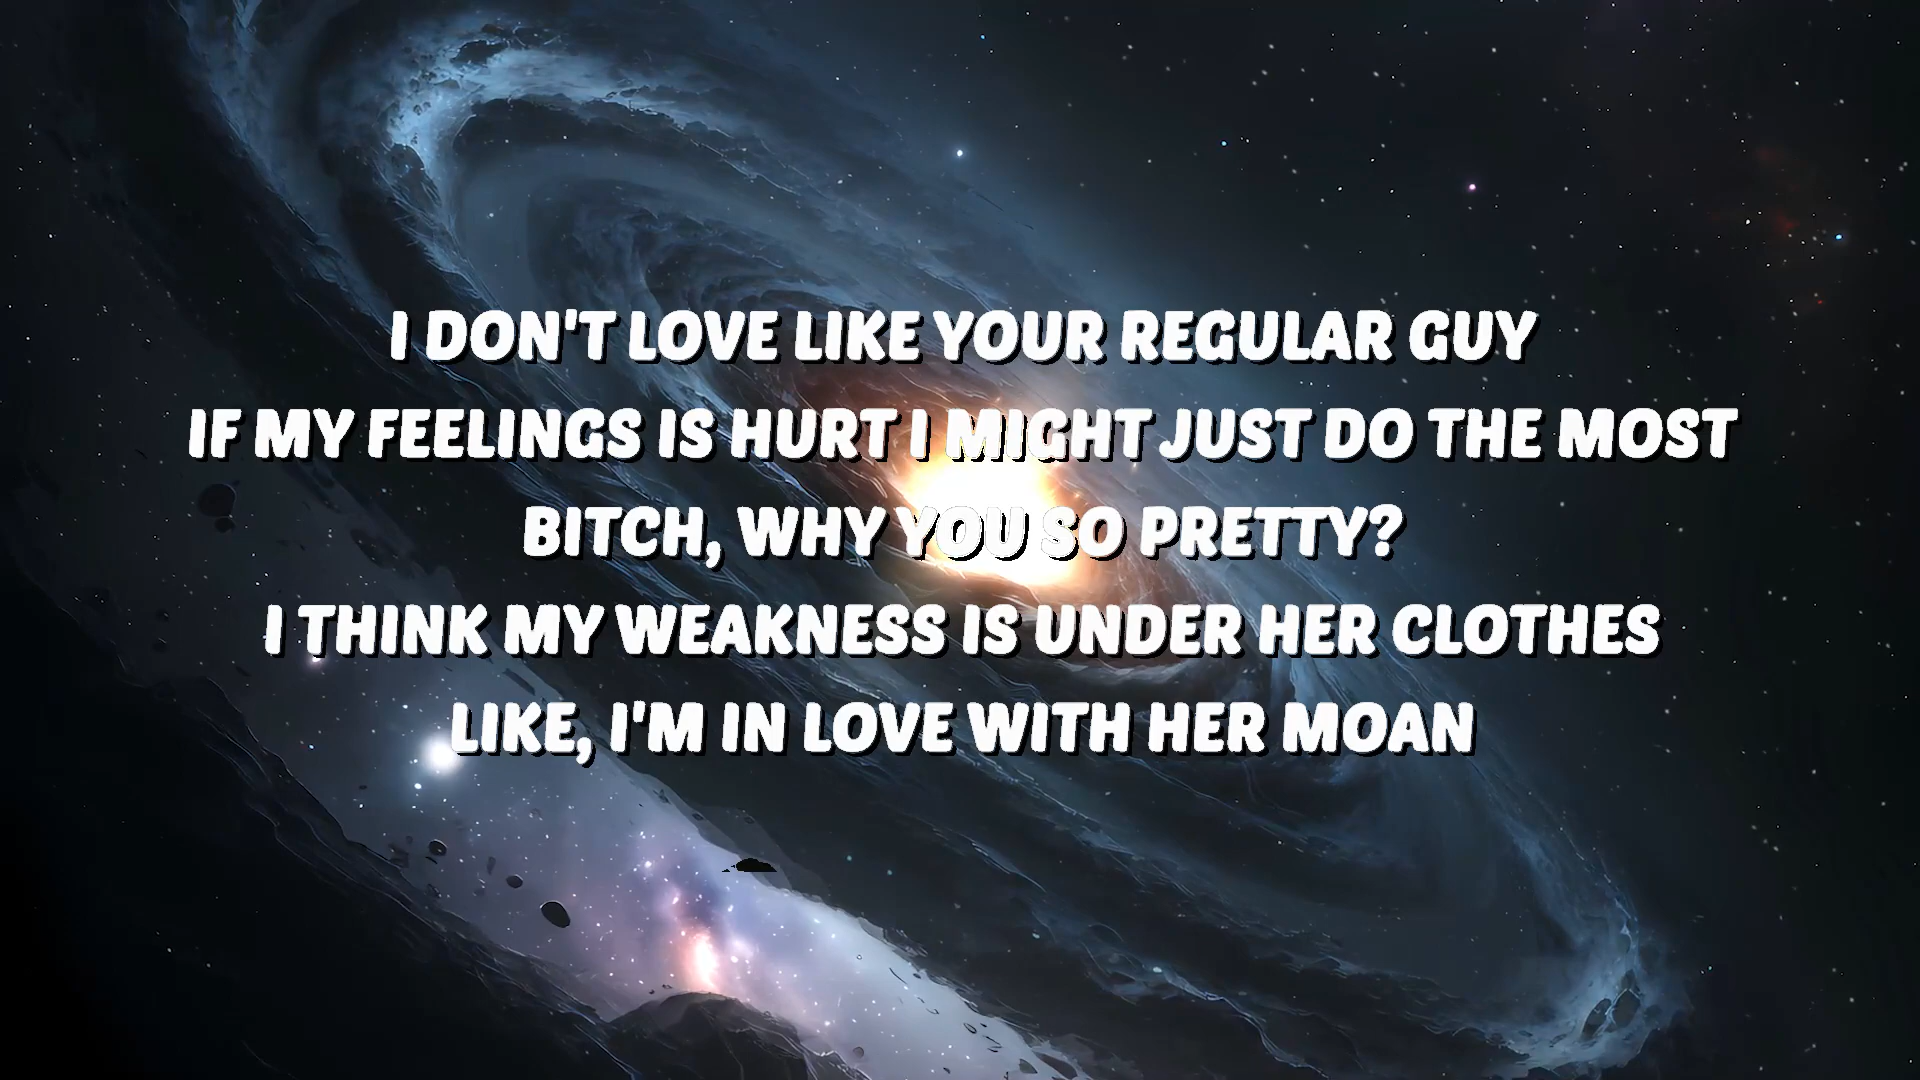 I DON'T LOVE LIKE YOUR REGULAR GUY
IF MY FEELINGS IS HURT I MIGHT JUST DO THE MOST
BITCH, WHY YOU SO PRETTY?
I THINK MY WEAKNESS IS UNDER HER CLOTHES
LIKE, I'M IN LOVE WITH HER MOAN